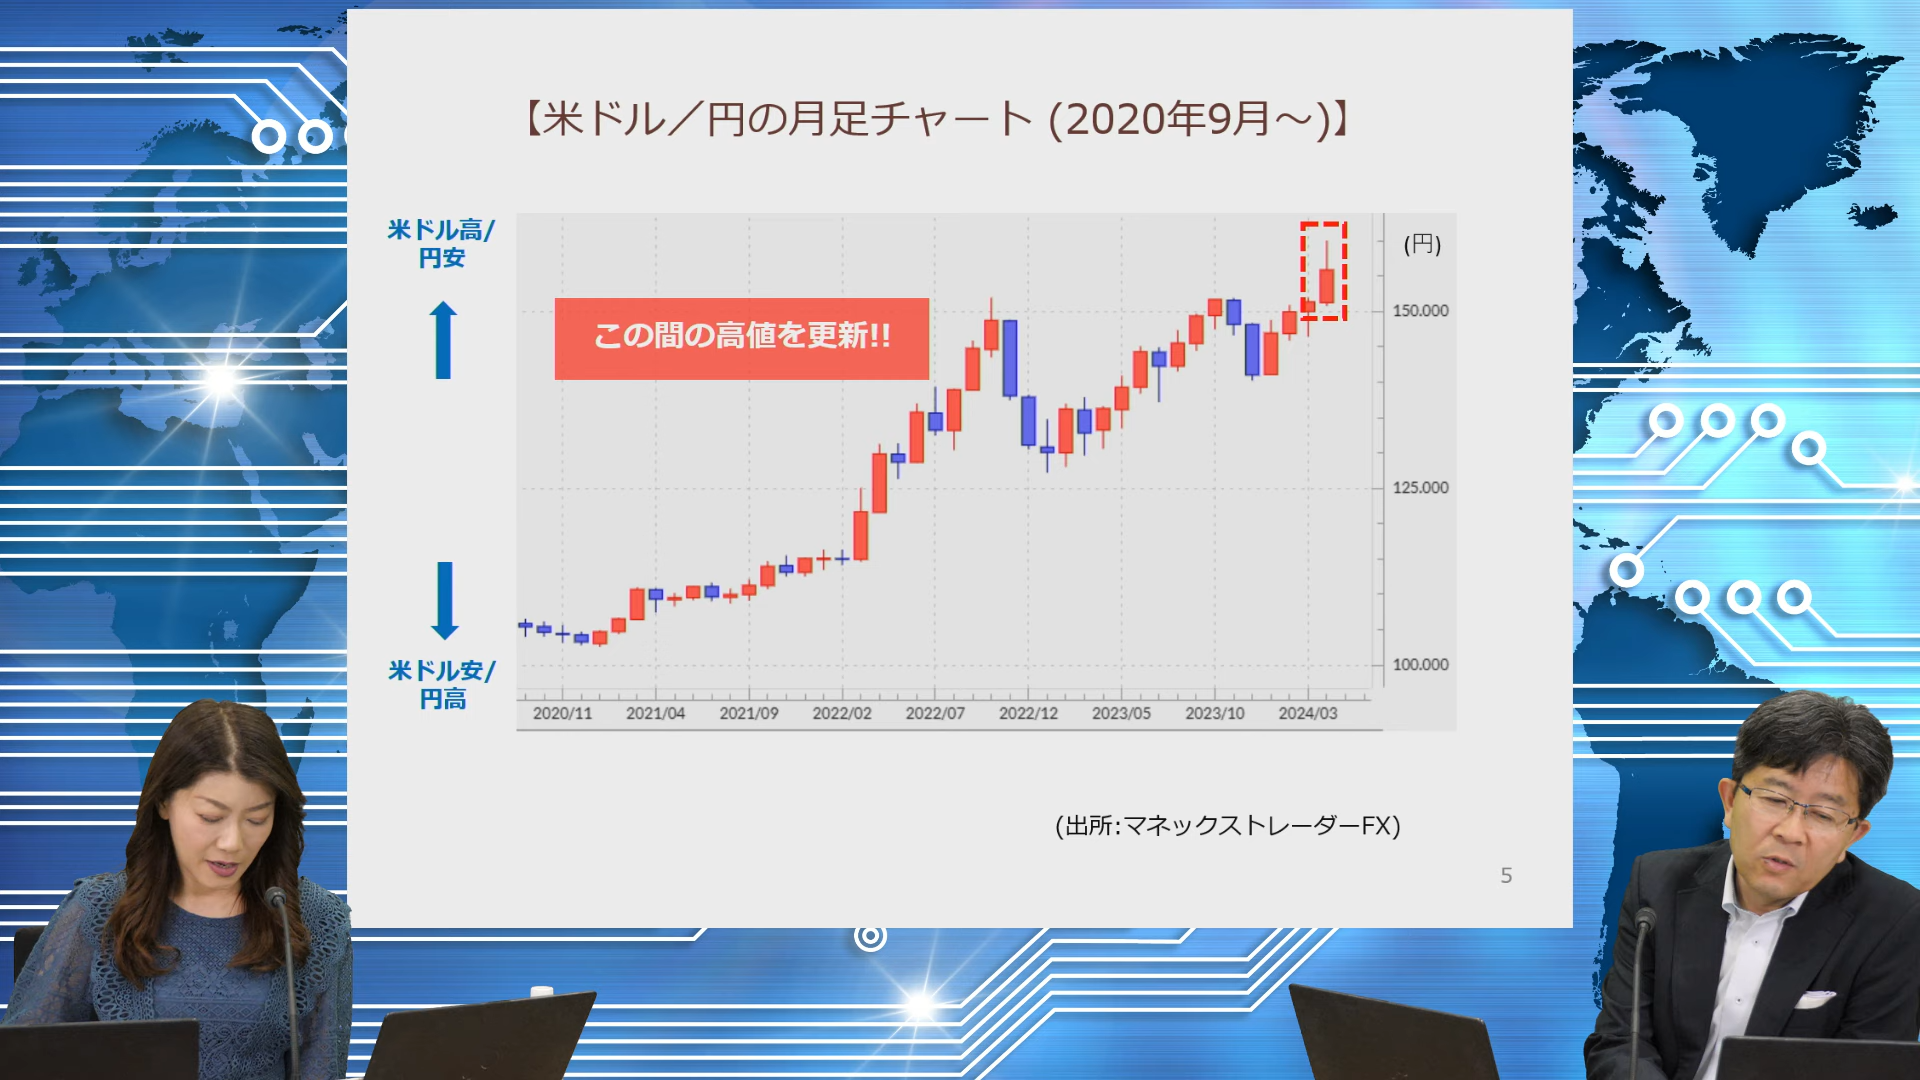 【米ドル／円の月足チャート (2020年9月～)】
米ドル高/
円安
(円)
この間の高値を更新!!
150.000
125.000
100.000
米ドル安/
円高
2020/11 2021/04 2021/09 2022/02 2022/07 2022/12 2023/05 2023/10 2024/03
(出所:マネックストレーダーFX)
5